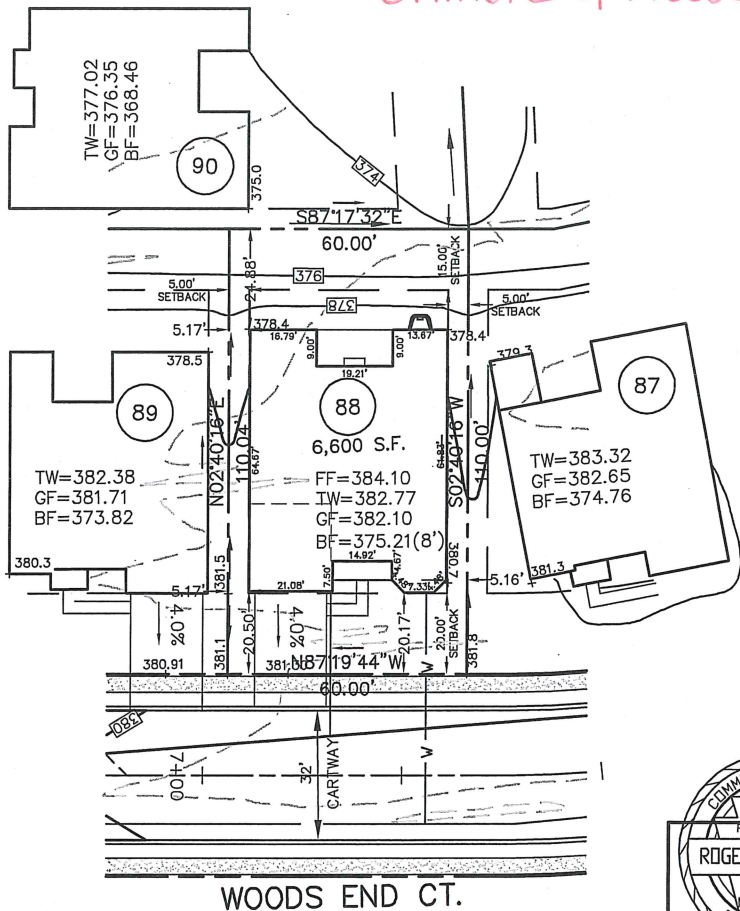 TW=377.02
GF=376.35
BF=368.46
90
375.0
374
S87°17'32"E
60.00'
15.00'
SETBACK
376
5.00'
SETBACK
378
5.00'
SETBACK
5.17'
378.4
16.79'
9.00'
19.21'
9.00'
13.67'
378.4
379.3
378.5
89
88
87
6,600 S.F.
N02°40'16"E
110.04'
64.67'
61.83'
S02°40'16"W
110.00'
TW=382.38
GF=381.71
BF=373.82
FF=384.10
TW=382.77
GF=382.10
BF=375.21(8')
TW=383.32
GF=382.65
BF=374.76
380.3
381.5
5.17'
14.92'
4.67'
7.50'
21.08'
7.33'
380.7
5.16'
381.3
4.0%
4.0%
381.1
20.50'
20.17'
20.00'
SETBACK
381.8
N87°19'44"W
60.00'
380.91
380
7+00
32'
CARTWAY
W
W
WOODS END CT.